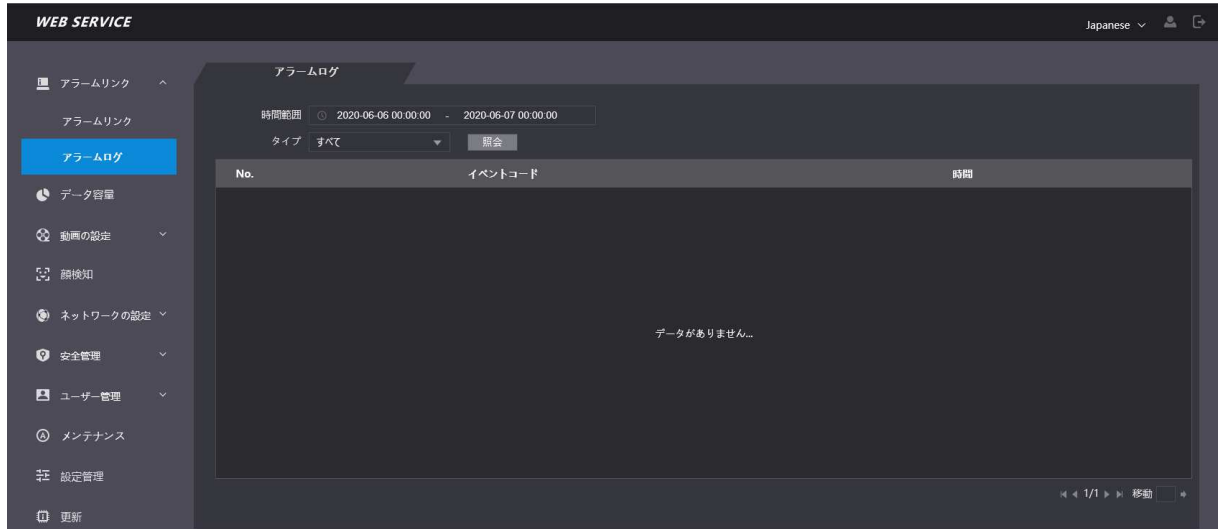 WEB SERVICE
Japanese
アラームリンク
アラームリンク
アラームログ
データ容量
動画の設定
顔検知
ネットワークの設定
安全管理
ユーザー管理
メンテナンス
設定管理
更新
アラームログ
時間範囲 2020-06-06 00:00:00 - 2020-06-07 00:00:00
タイプ すべて 照会
No. イベントコード 時間
データがありません...
1/1 移動